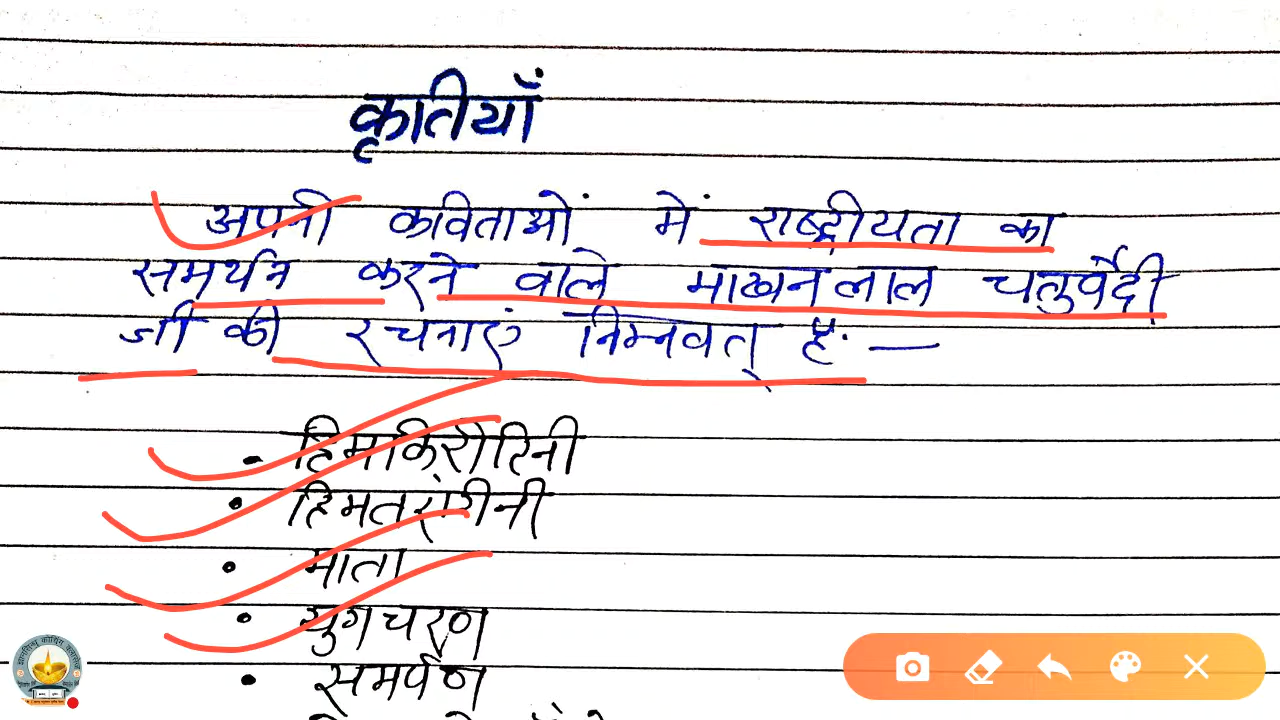 कृतियाँ
अपनी कविताओं में राष्ट्रीयता का
समर्थन करने वाले माखनलाल चतुर्वेदी
जी की रचनाएं निम्नवत् है:—
• हिमकिरीटिनी
• हिमतरंगीनी
• माता
• युगचरण
• समर्पण